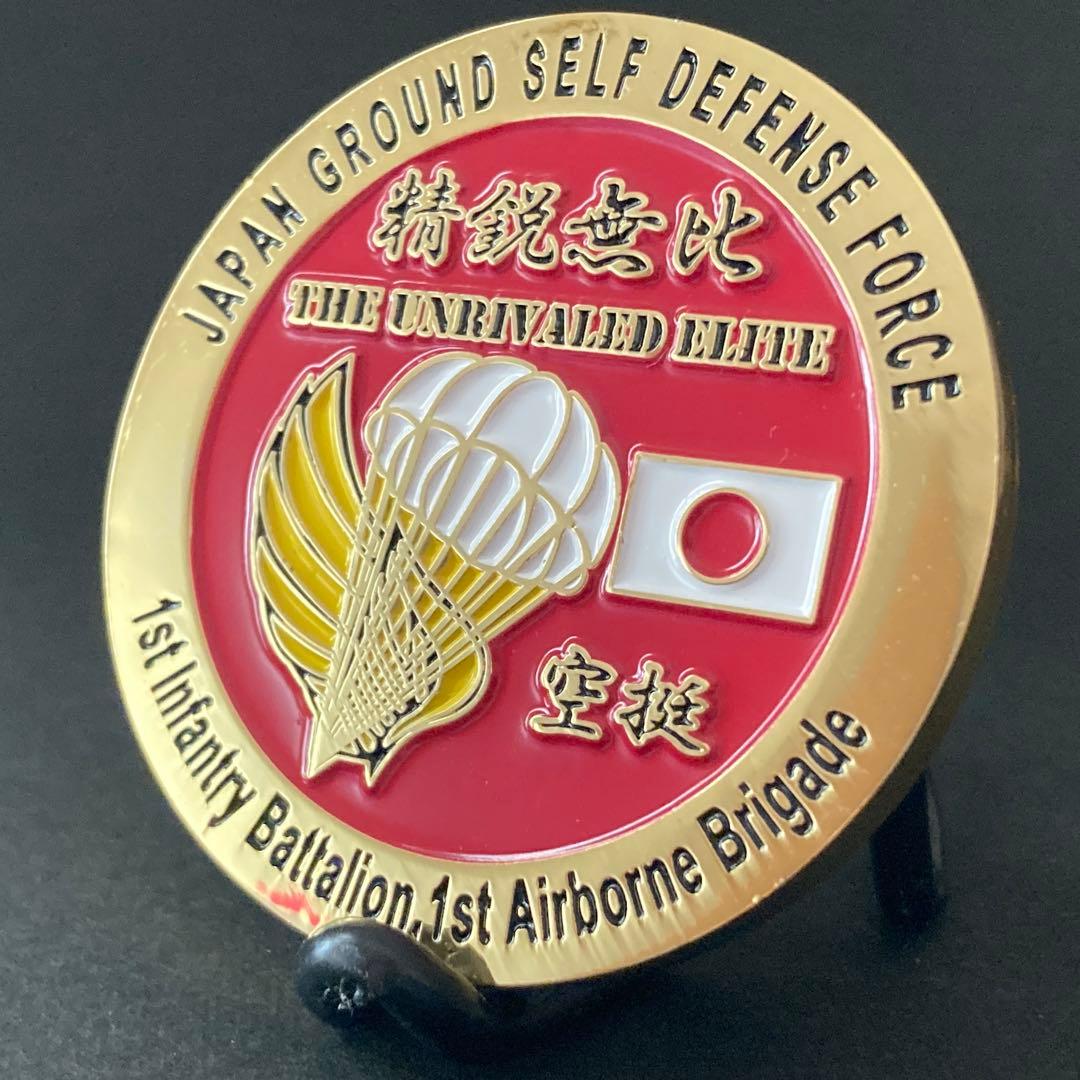 JAPAN GROUND SELF DEFENSE FORCE
精鋭無比
THE UNRIVALED ELITE
空挺
1st Infantry Battalion.1st Airborne Brigade